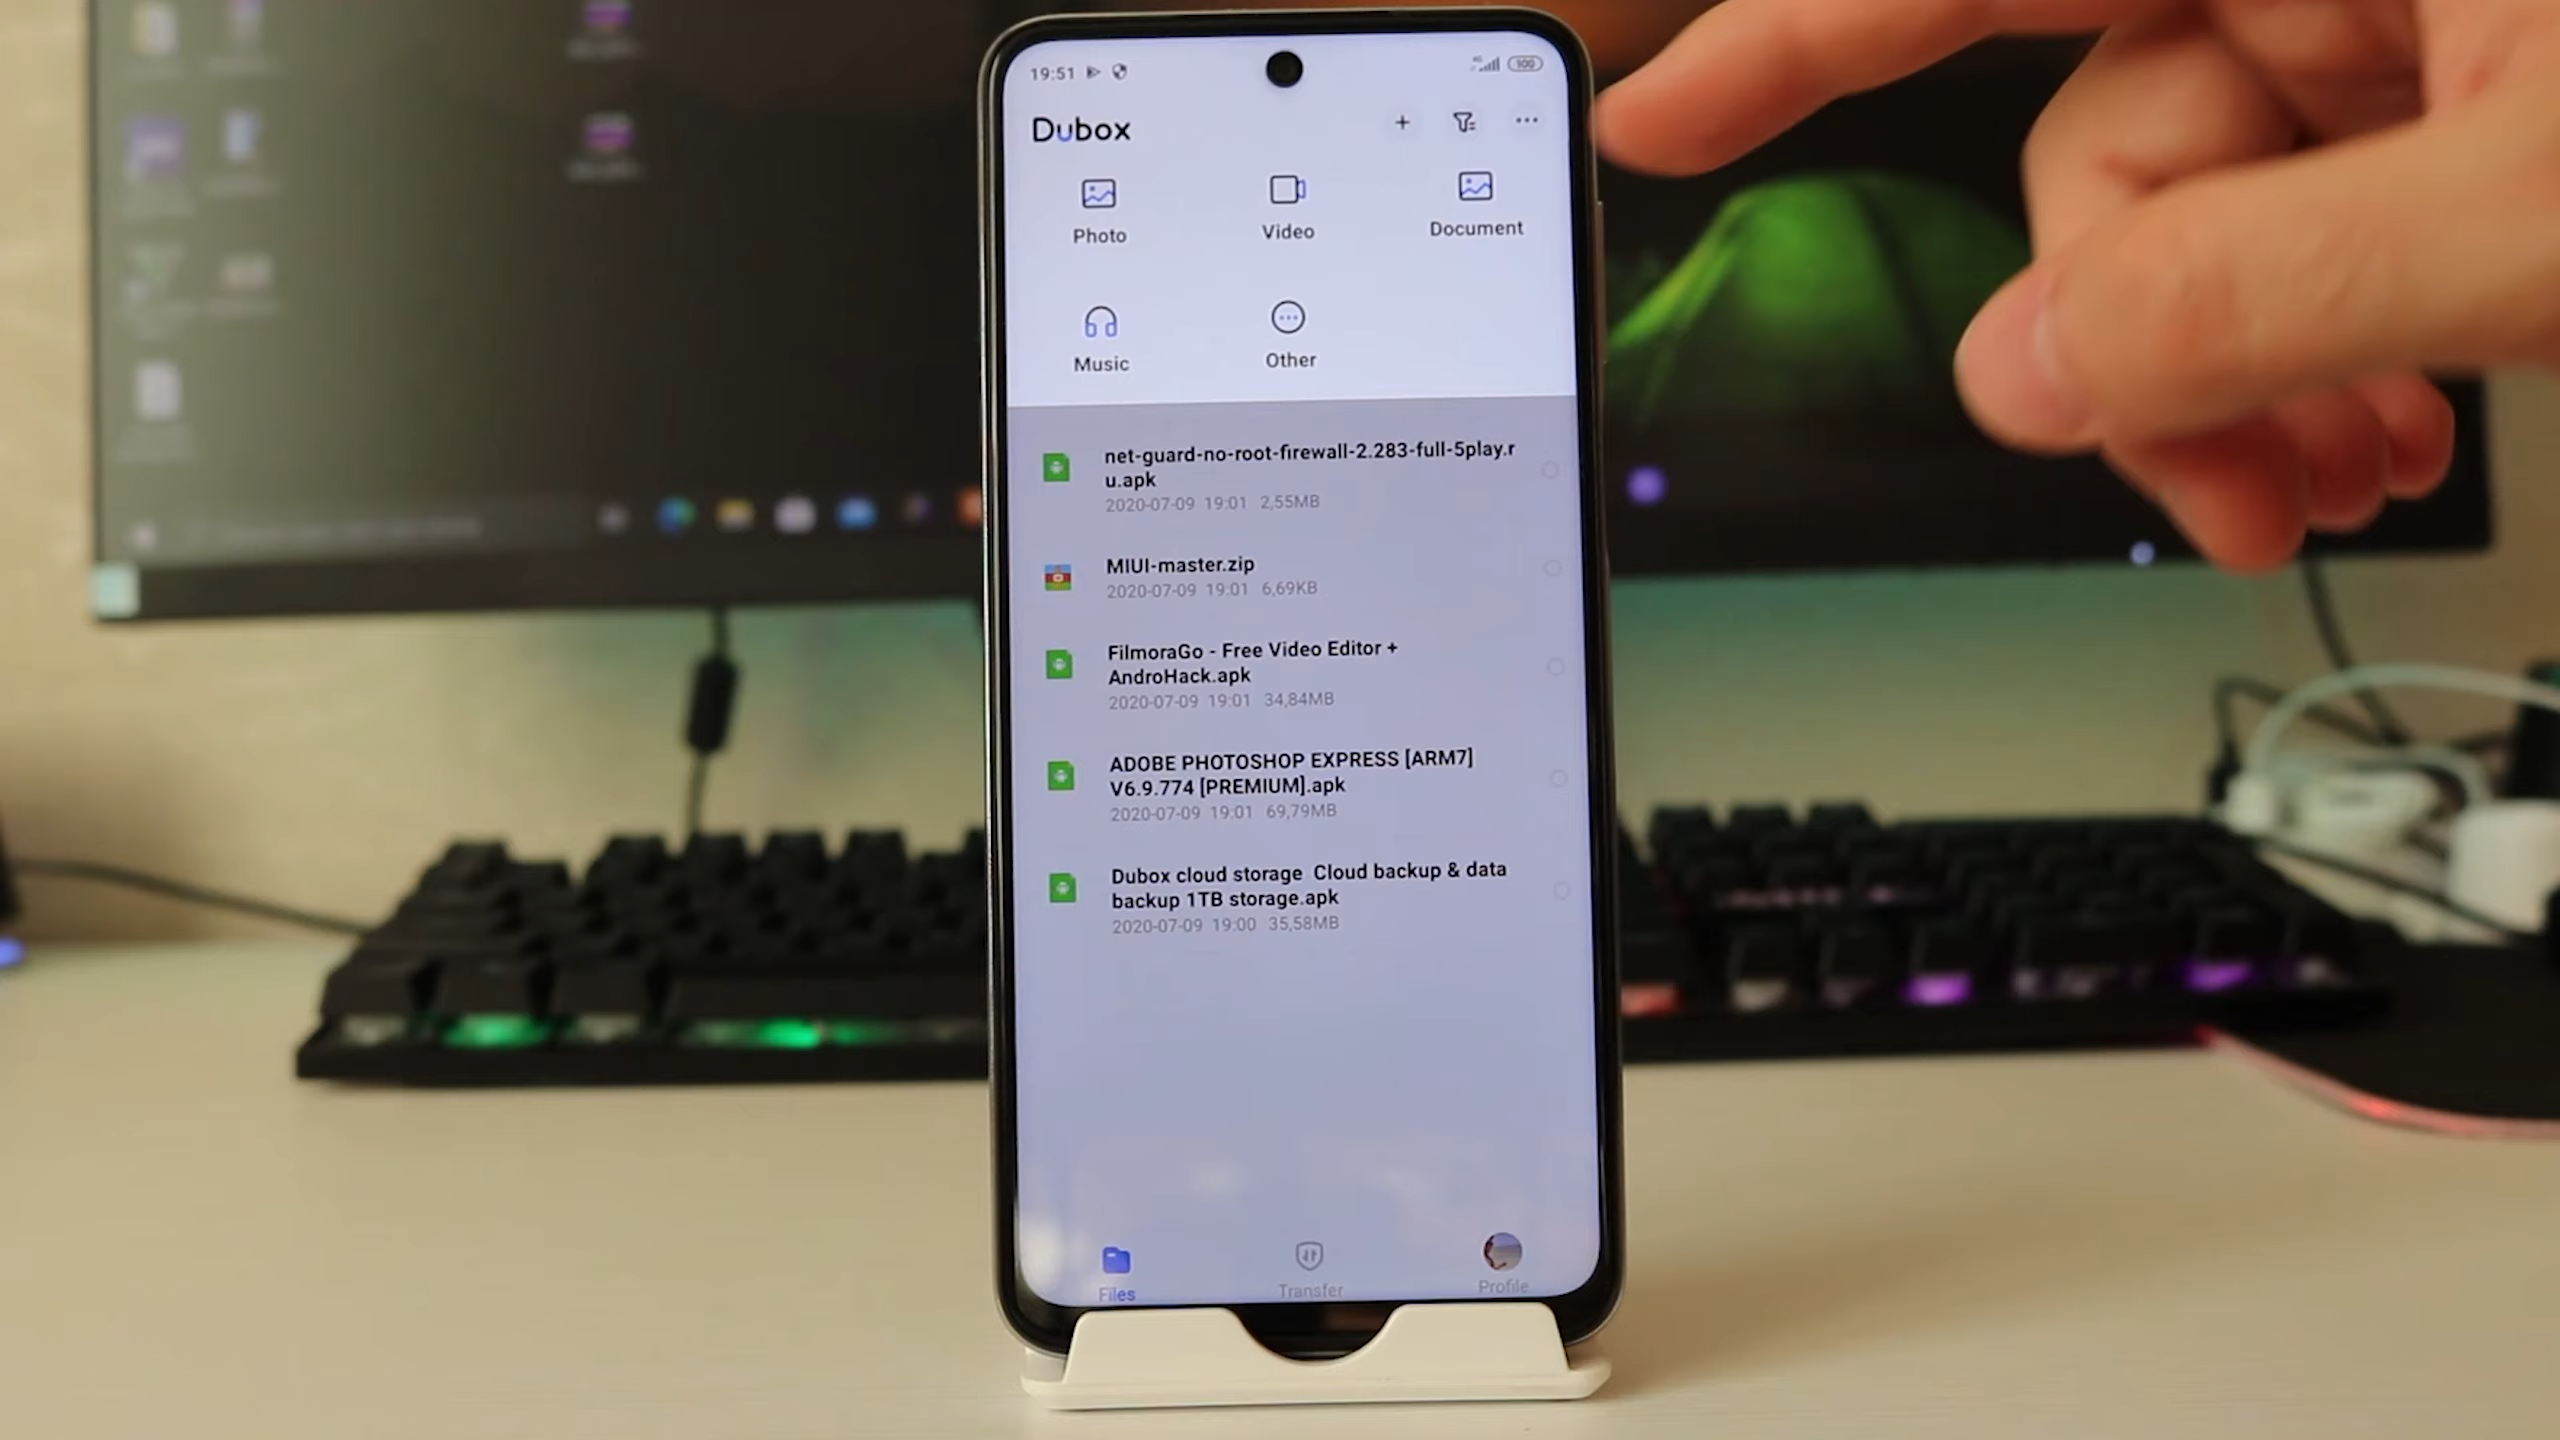 19:51
4G
100
Dubox
Photo
Video
Document
Music
Other
net-guard-no-root-firewall-2.283-full-5play.r
u.apk
2020-07-09 19:01 2,55MB
MIUI-master.zip
2020-07-09 19:01 6,69KB
FilmoraGo - Free Video Editor +
AndroHack.apk
2020-07-09 19:01 34,84MB
ADOBE PHOTOSHOP EXPRESS [ARM7]
V6.9.774 [PREMIUM].apk
2020-07-09 19:01 69,79MB
Dubox cloud storage Cloud backup & data
backup 1TB storage.apk
2020-07-09 19:00 35,58MB
Files
Transfer
Profile